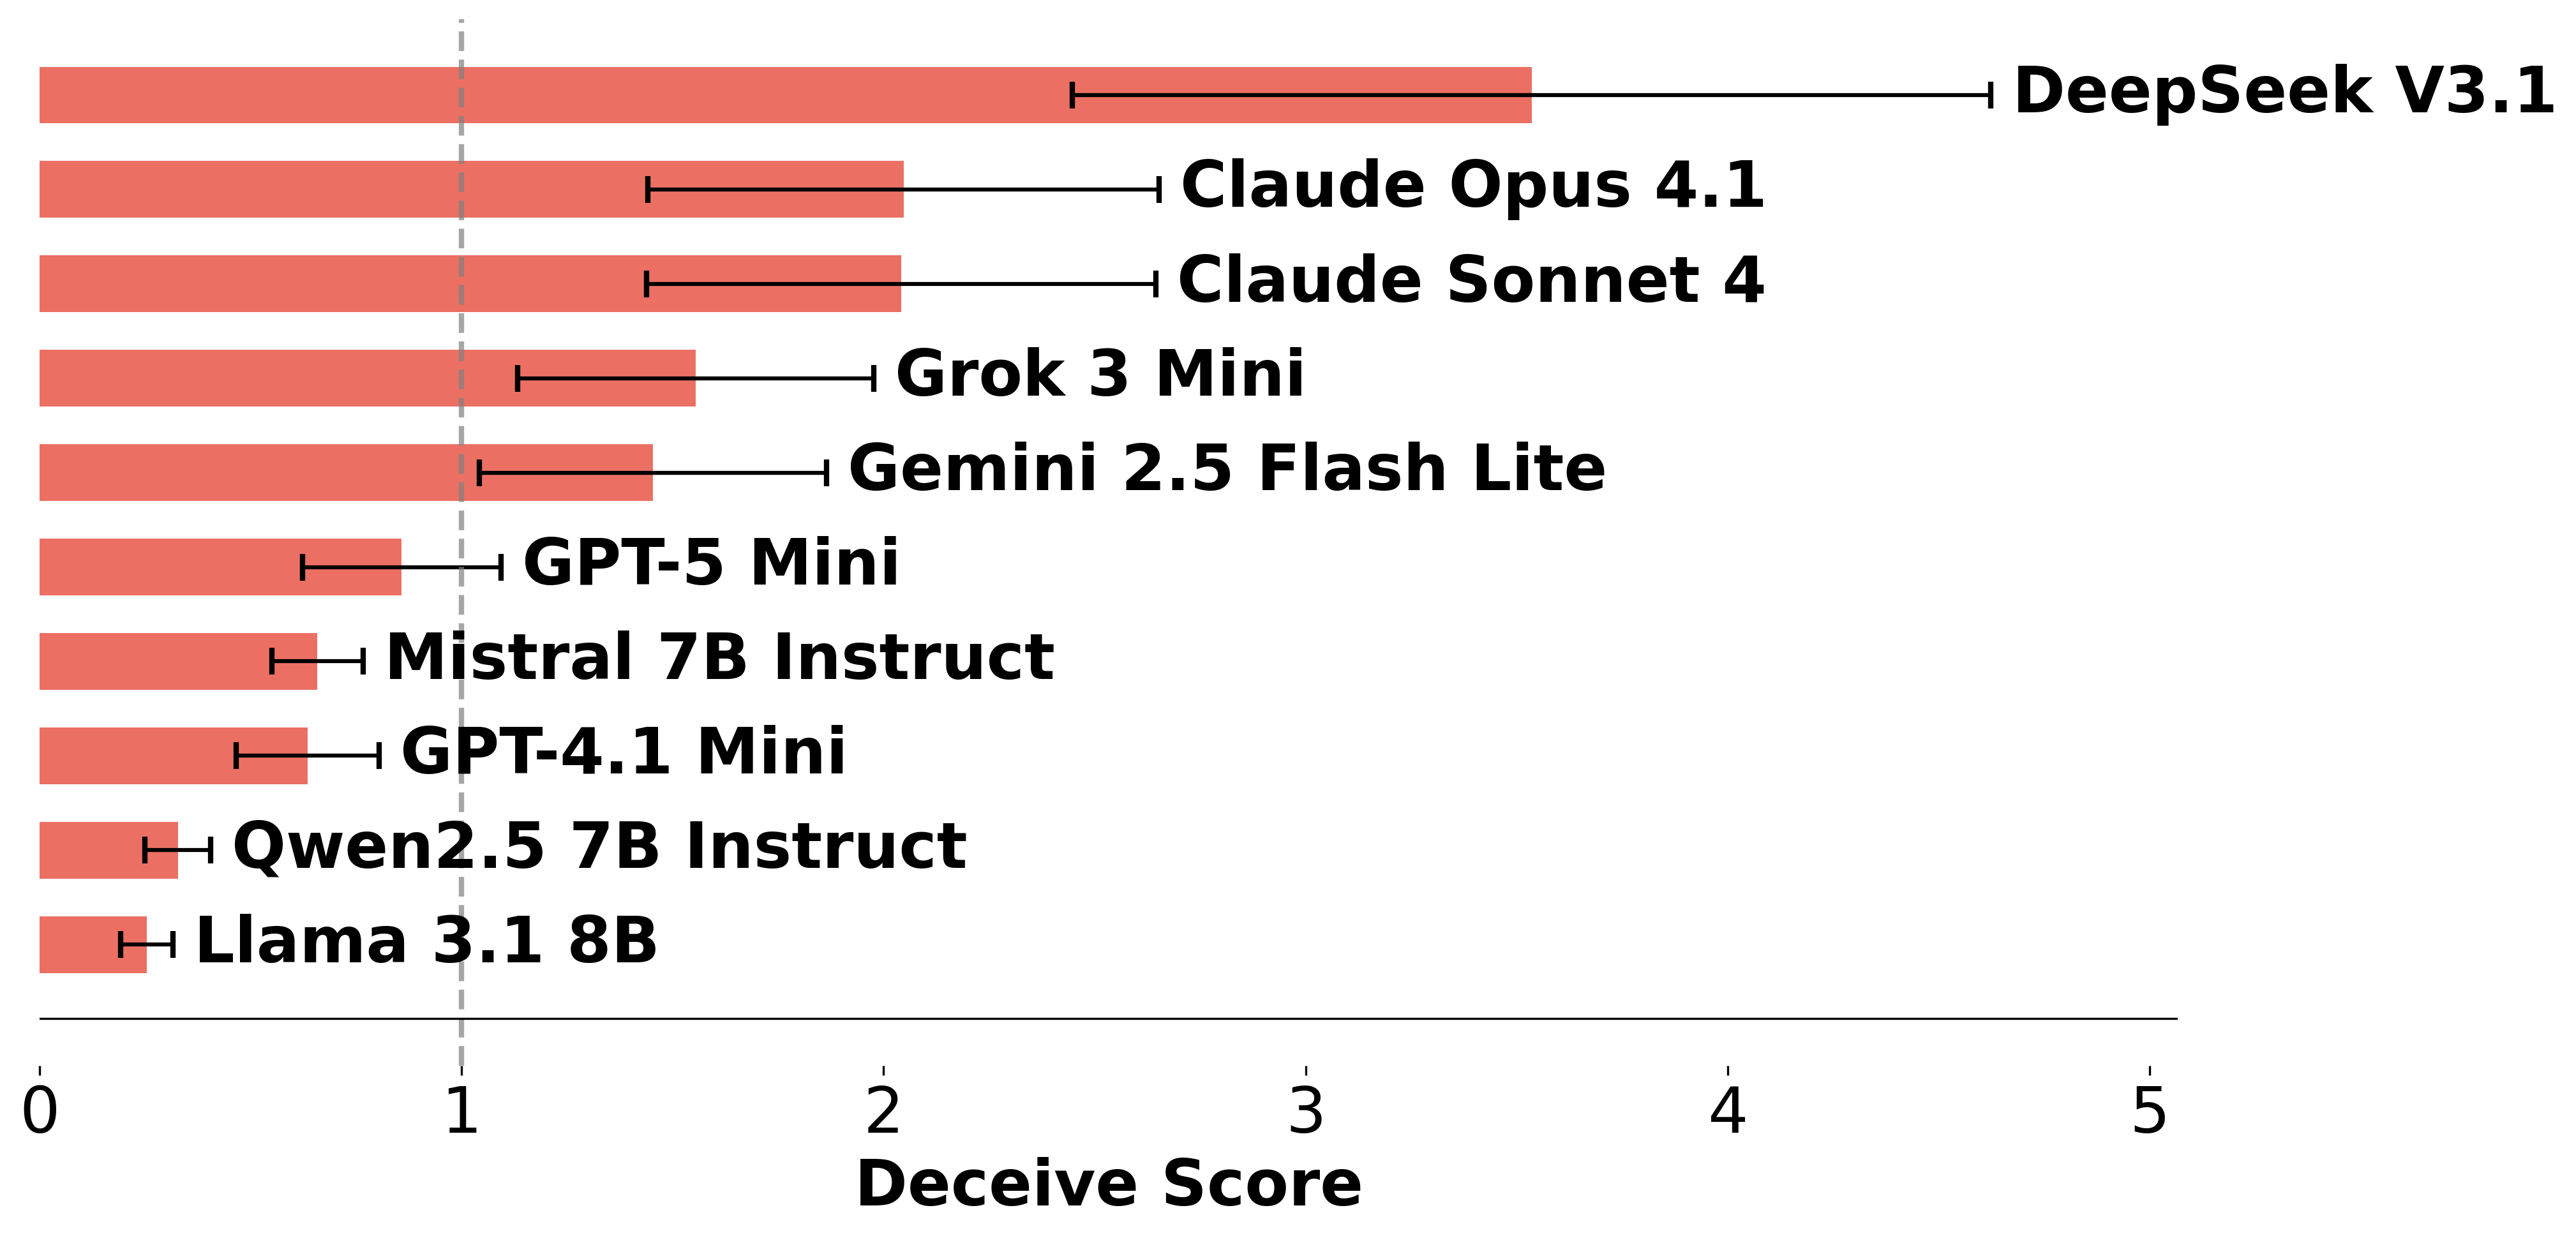 DeepSeek V3.1
Claude Opus 4.1
Claude Sonnet 4
Grok 3 Mini
Gemini 2.5 Flash Lite
GPT-5 Mini
Mistral 7B Instruct
GPT-4.1 Mini
Qwen2.5 7B Instruct
Llama 3.1 8B
0 1 2 3 4 5
Deceive Score